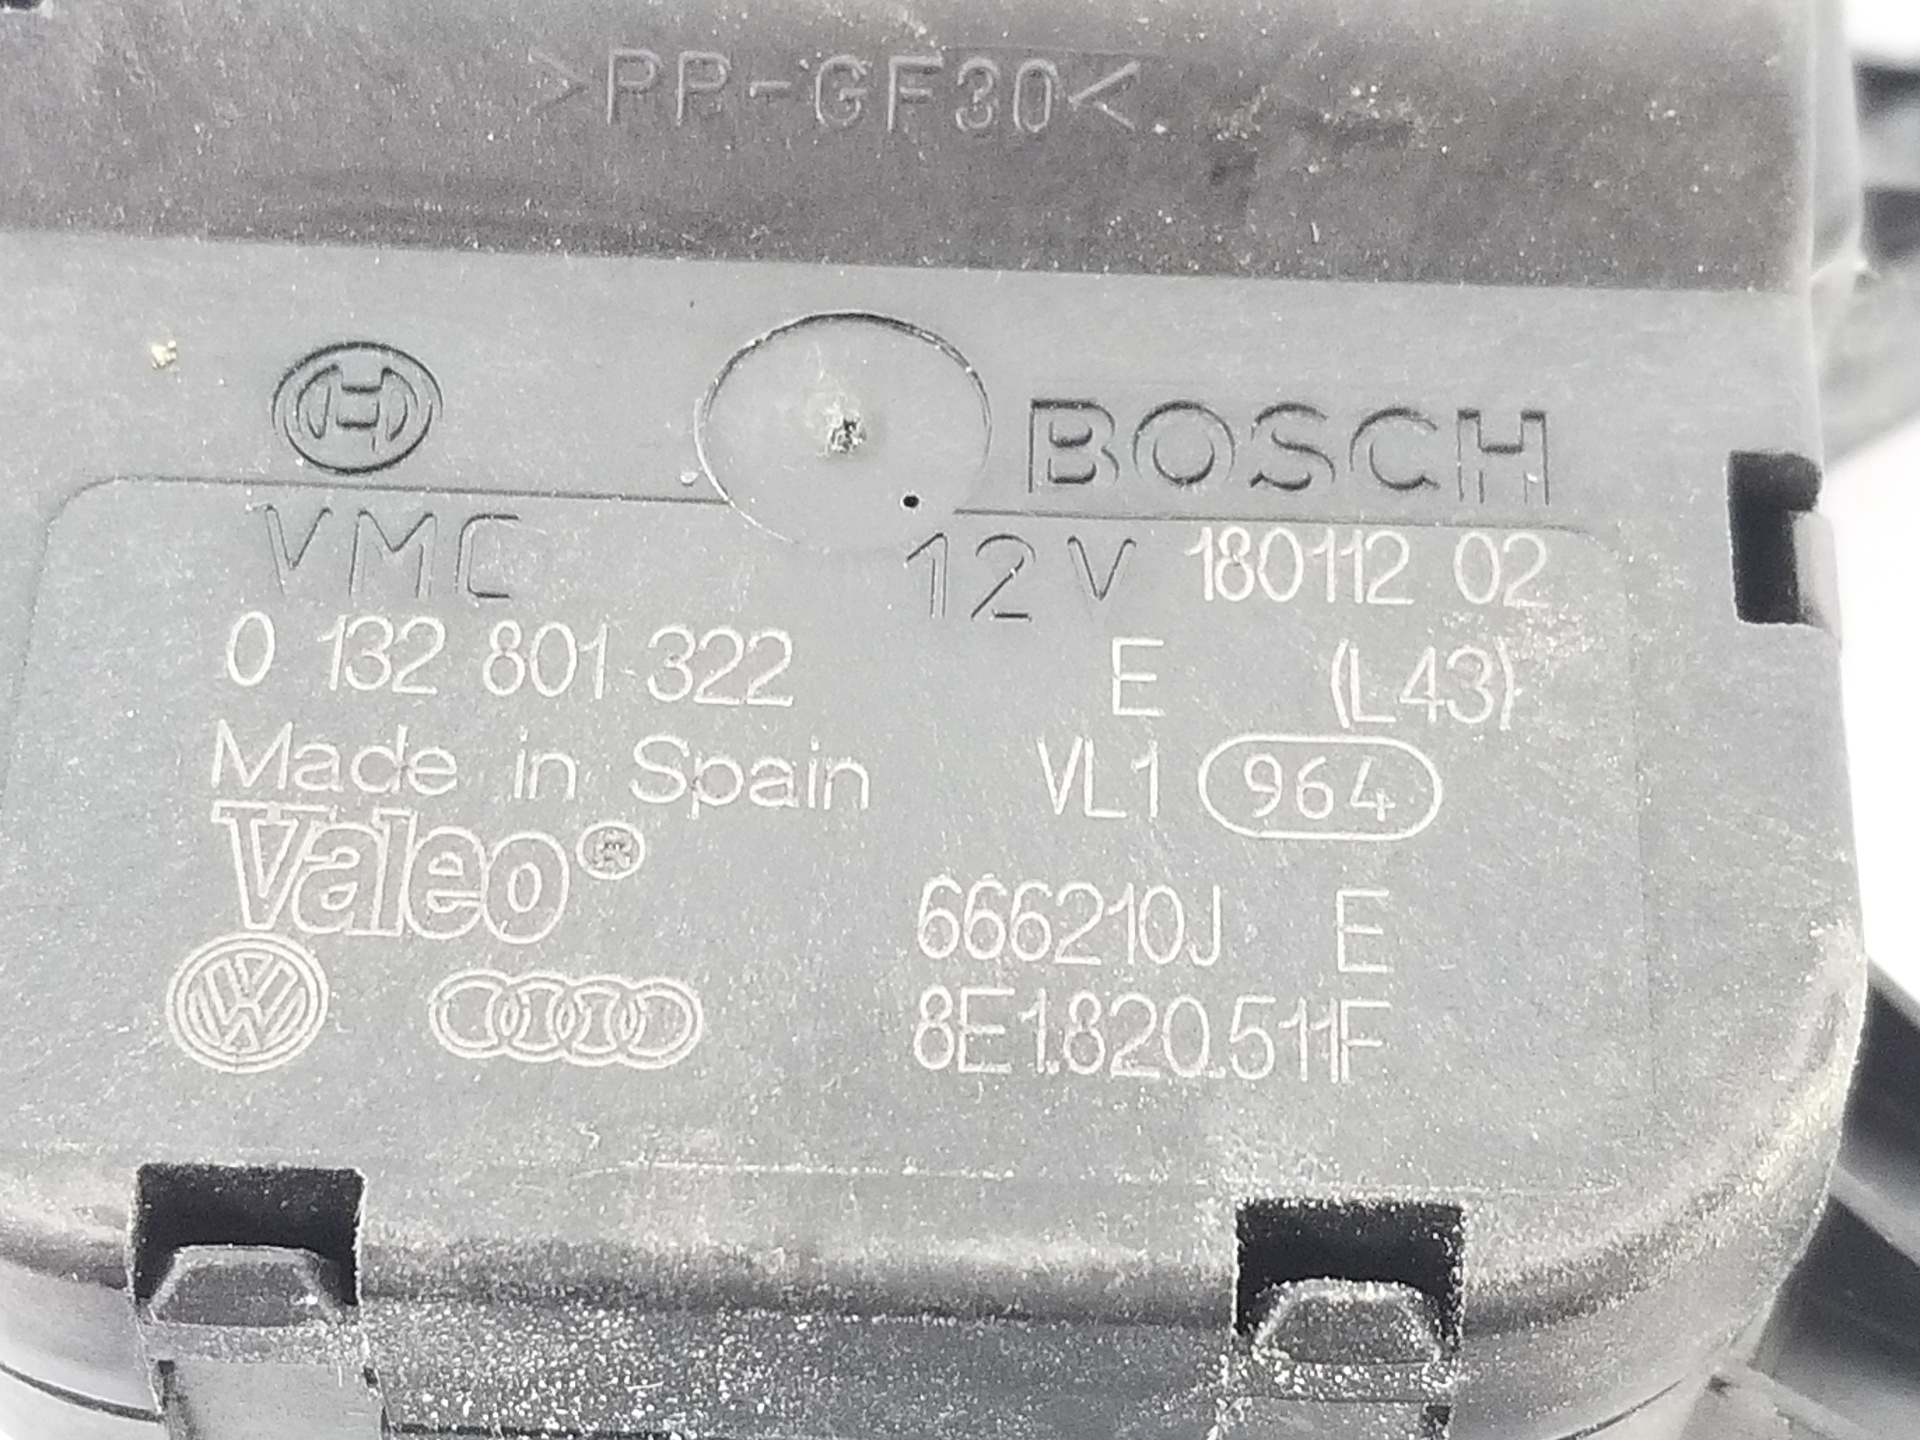 >PP-GF30<
BOSCH
VMC 12V 180112 02
0 132 801 322 E (L43)
Made in Spain VL1 964
Valeo®
666210J E
8E1.820.511F